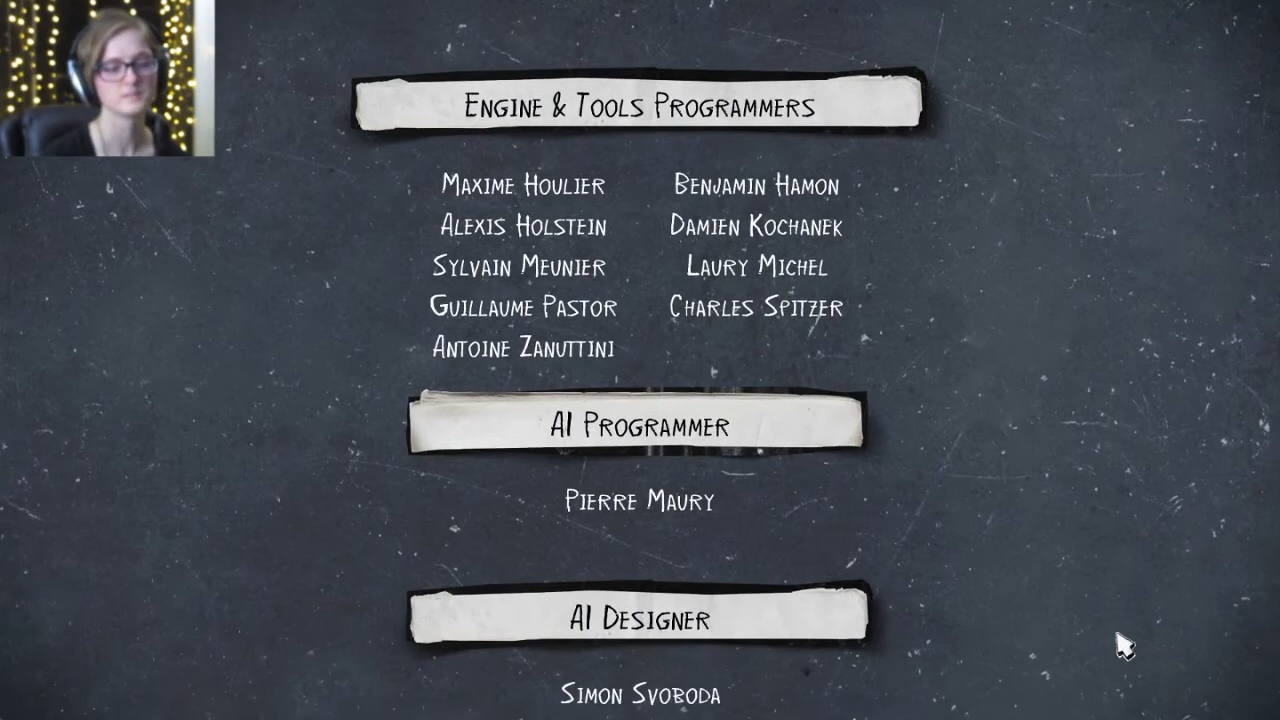 Engine & Tools Programmers
Maxime Houlier Benjamin Hamon
Alexis Holstein Damien Kochanek
Sylvain Meunier Laury Michel
Guillaume Pastor Charles Spitzer
Antoine Zanuttini
AI Programmer
Pierre Maury
AI Designer
Simon Svoboda